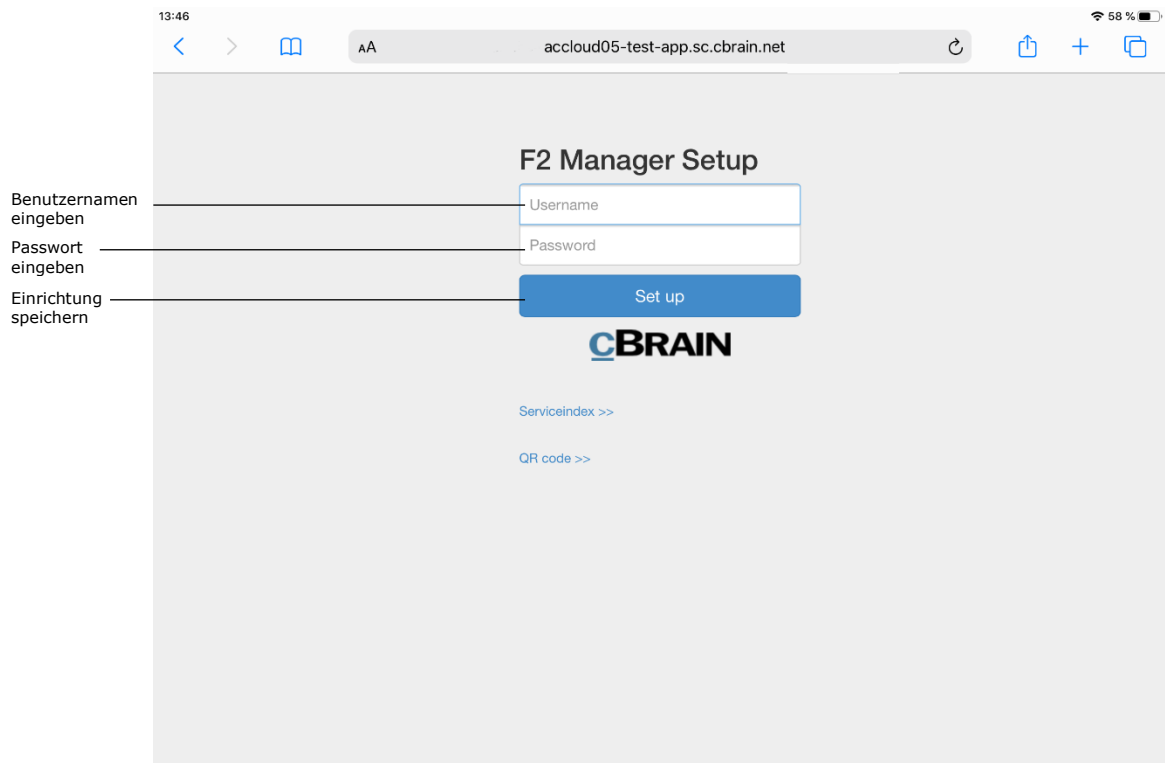 13:46
58 %
AA
accloud05-test-app.sc.cbrain.net
F2 Manager Setup
Benutzernamen
eingeben
Username
Passwort
eingeben
Password
Einrichtung
speichern
Set up
cBRAIN
Serviceindex >>
QR code >>